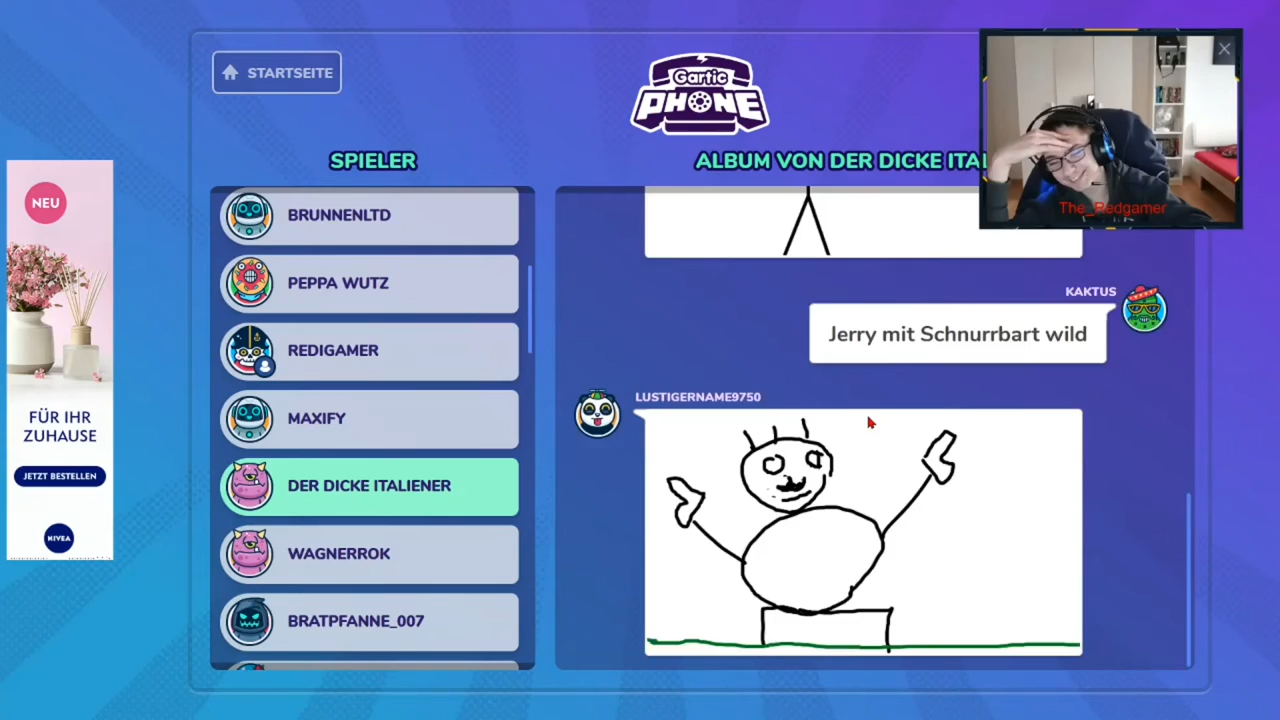 STARTSEITE
Gartic
PHONE
SPIELER
ALBUM VON DER DICKE ITAL
The_Redgamer
NEU
FÜR IHR
ZUHAUSE
JETZT BESTELLEN
NIVEA
BRUNNENLTD
PEPPA WUTZ
REDIGAMER
MAXIFY
DER DICKE ITALIENER
WAGNERROK
BRATPFANNE_007
KAKTUS
Jerry mit Schnurrbart wild
LUSTIGERNAME9750